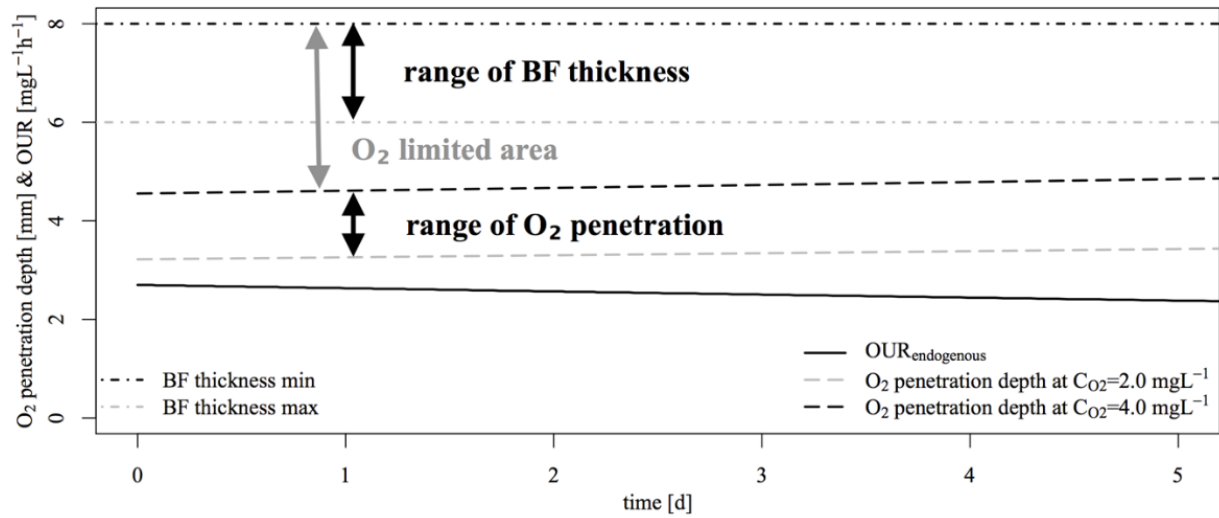 O₂ penetration depth [mm] & OUR [mgL⁻¹h⁻¹]
8
6
4
2
0
range of BF thickness
O₂ limited area
range of O₂ penetration
BF thickness min
BF thickness max
OURendogenous
O₂ penetration depth at CO2=2.0 mgL⁻¹
O₂ penetration depth at CO2=4.0 mgL⁻¹
0 1 2 3 4 5
time [d]